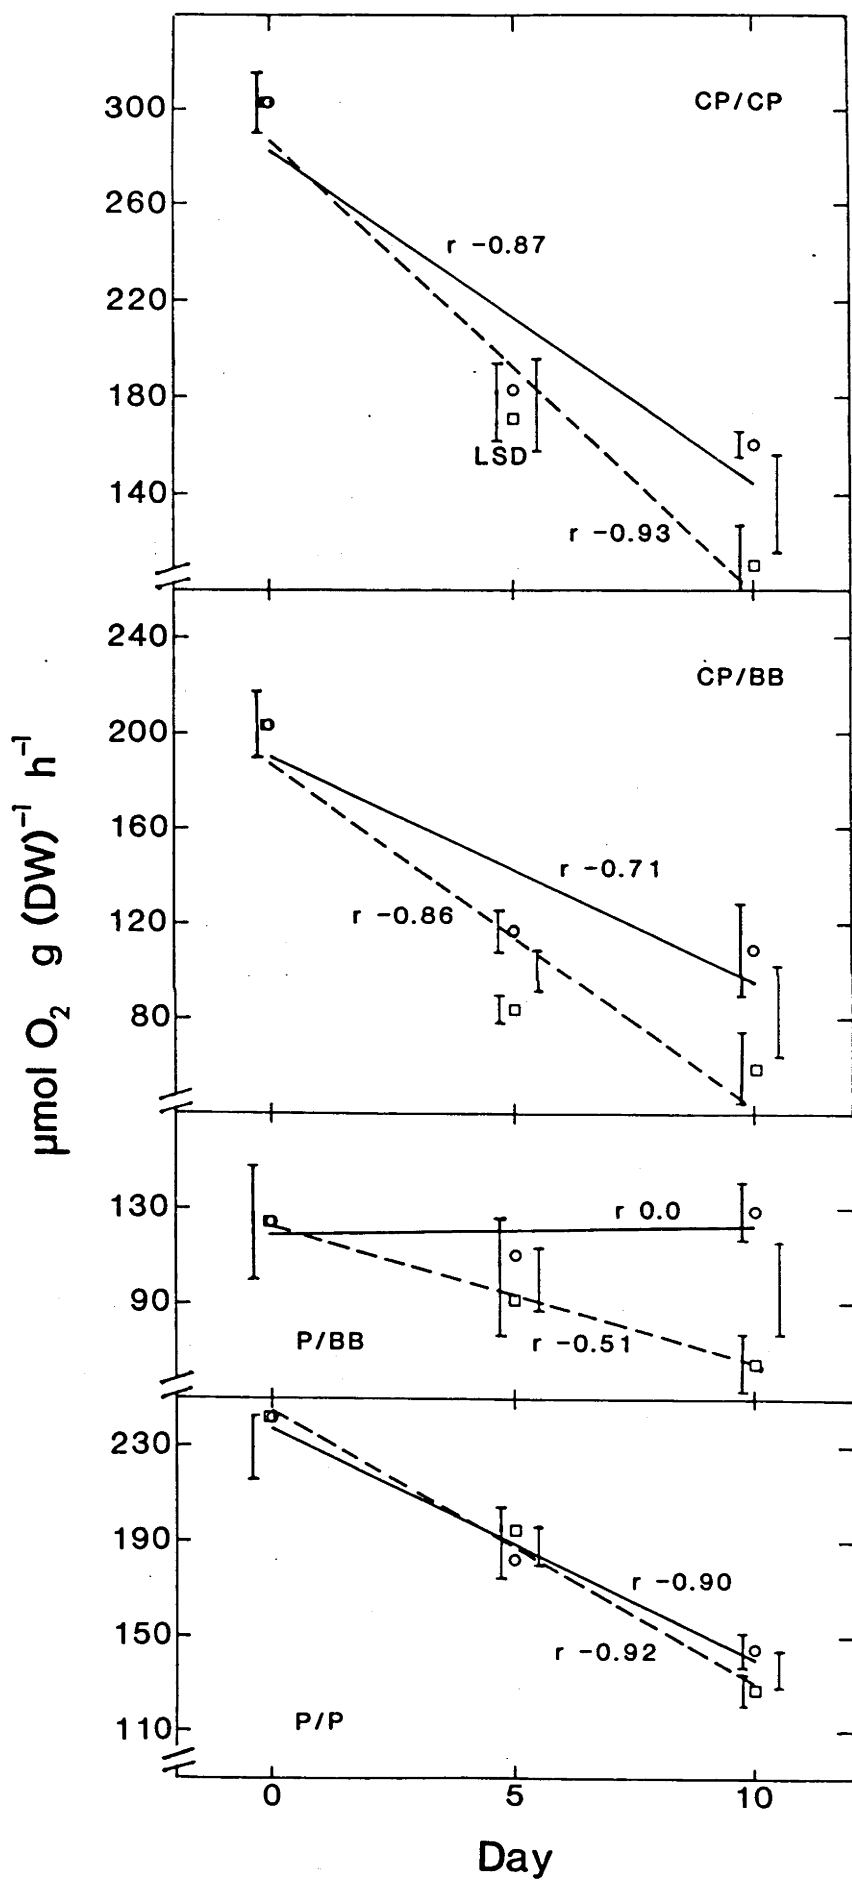 CP/CP
300
260
r -0.87
220
180
LSD
140
r -0.93
240
CP/BB
200
160
r -0.71
r -0.86
120
80
µmol O₂ g (DW)⁻¹ h⁻¹
130
r 0.0
90
P/BB
r -0.51
230
190
r -0.90
150
r -0.92
P/P
110
0 5 10
Day